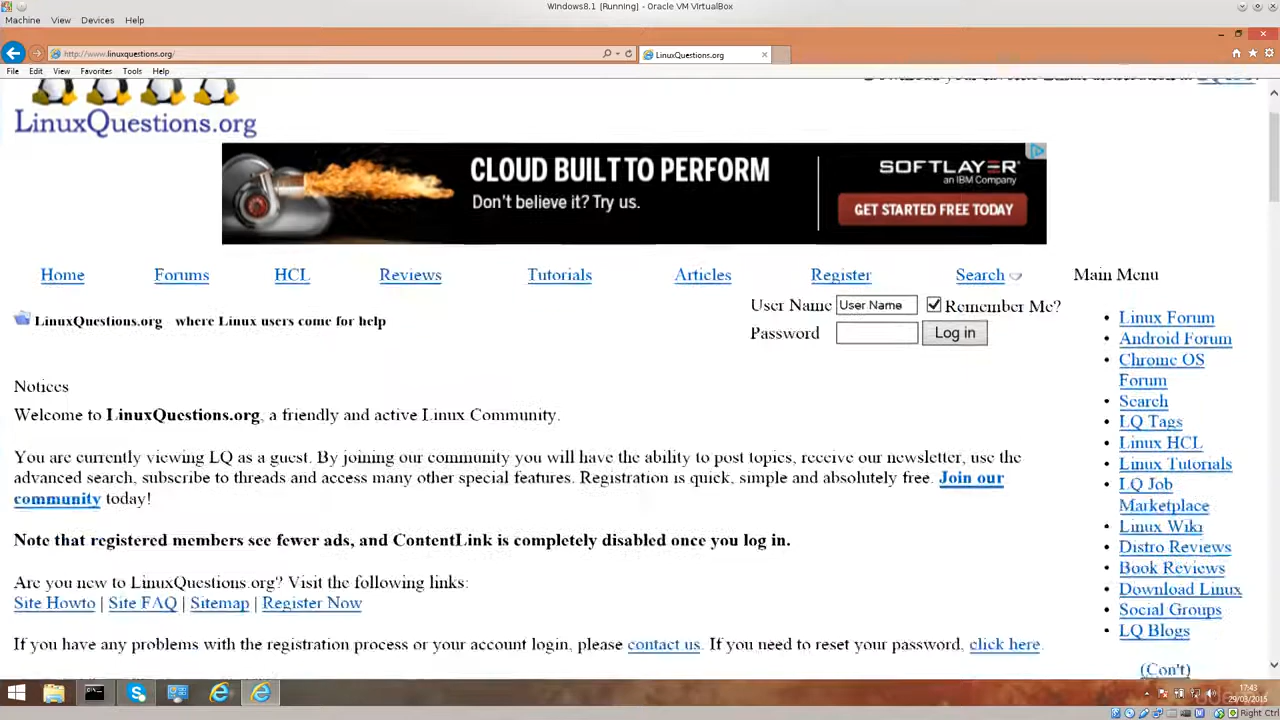 Windows8.1 [Running] - Oracle VM VirtualBox
Machine View Devices Help
http://www.linuxquestions.org/
LinuxQuestions.org
File Edit View Favorites Tools Help
LinuxQuestions.org
CLOUD BUILT TO PERFORM
Don't believe it? Try us.
SOFTLAYER
an IBM Company
GET STARTED FREE TODAY
Home Forums HCL Reviews Tutorials Articles Register Search
Main Menu
LinuxQuestions.org where Linux users come for help
User Name User Name Remember Me?
Password Log in
Notices
Welcome to LinuxQuestions.org, a friendly and active Linux Community.
You are currently viewing LQ as a guest. By joining our community you will have the ability to post topics, receive our newsletter, use the
advanced search, subscribe to threads and access many other special features. Registration is quick, simple and absolutely free. Join our
community today!
Note that registered members see fewer ads, and ContentLink is completely disabled once you log in.
Are you new to LinuxQuestions.org? Visit the following links:
Site Howto | Site FAQ | Sitemap | Register Now
If you have any problems with the registration process or your account login, please contact us. If you need to reset your password, click here.
Linux Forum
Android Forum
Chrome OS
Forum
Search
LQ Tags
Linux HCL
Linux Tutorials
LQ Job
Marketplace
Linux Wiki
Distro Reviews
Book Reviews
Download Linux
Social Groups
LQ Blogs
(Con't)
17:43
29/03/2015
Right Ctrl